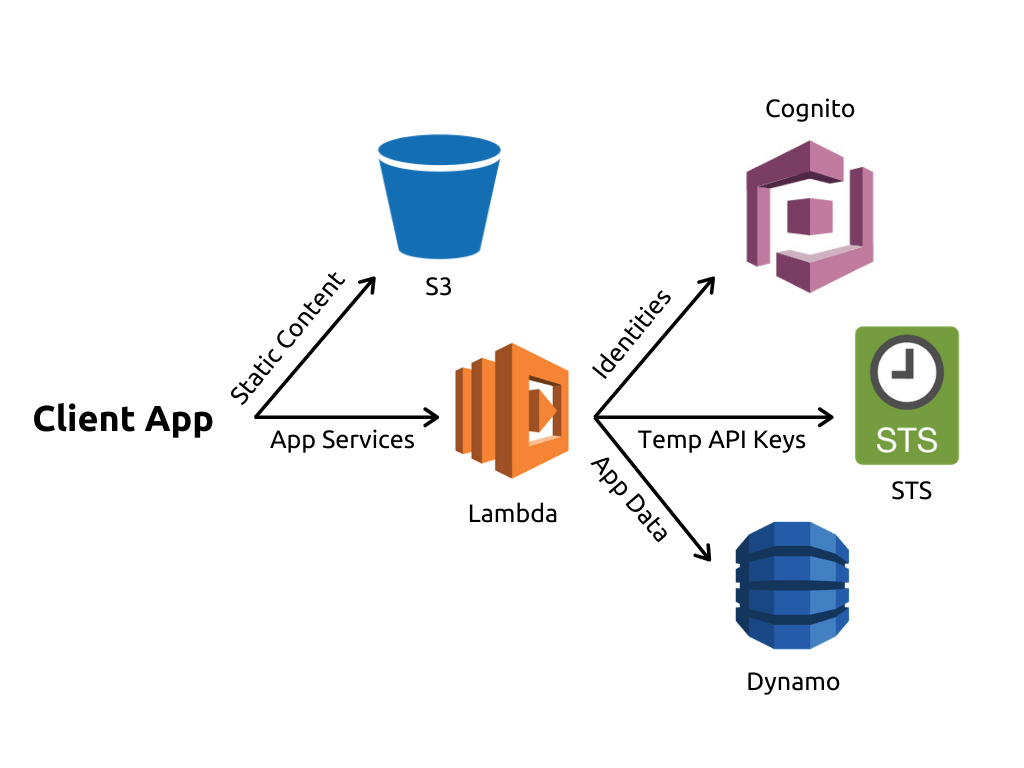 Cognito
S3
Static Content
Identities
Client App
App Services
Temp API Keys
STS
STS
Lambda
App Data
Dynamo